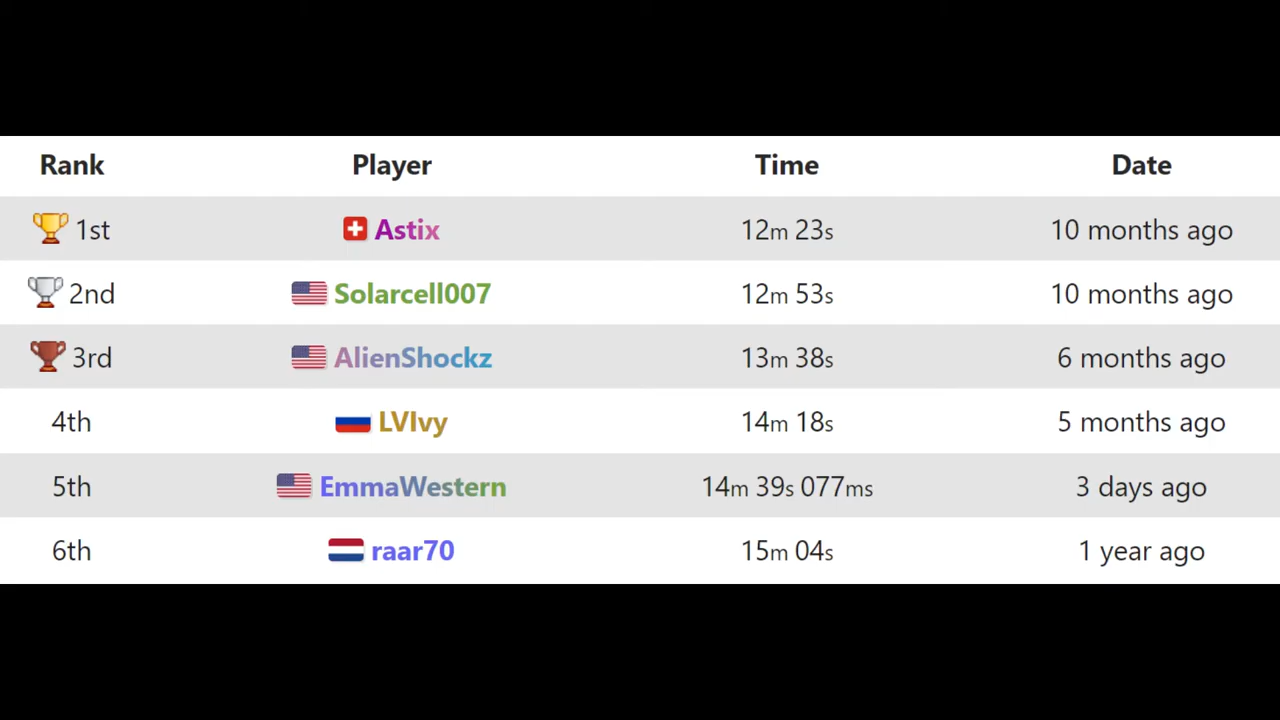 Rank Player Time Date
1st Astix 12m 23s 10 months ago
2nd Solarcell007 12m 53s 10 months ago
3rd AlienShockz 13m 38s 6 months ago
4th LVIvy 14m 18s 5 months ago
5th EmmaWestern 14m 39s 077ms 3 days ago
6th raar70 15m 04s 1 year ago